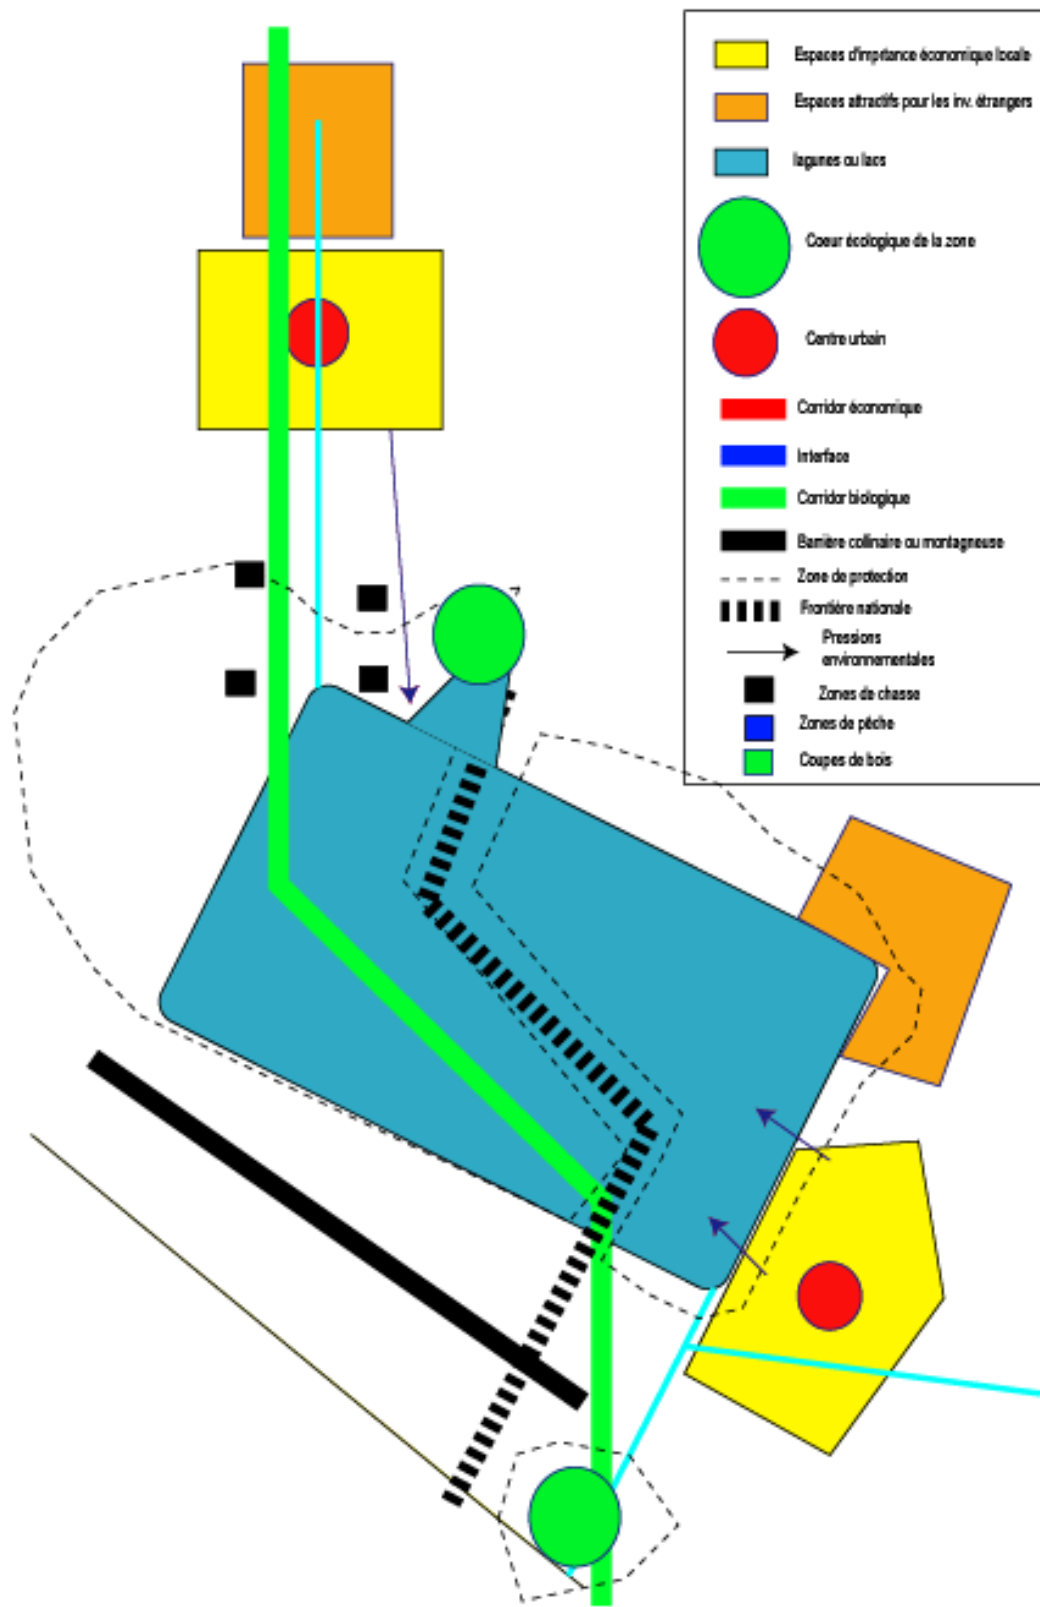 Espaces d'imprtance économique locale
Espaces attractifs pour les inv. étrangers
lagunes ou lacs
Coeur écologique de la zone
Centre urbain
Corridor économique
Interface
Corridor biologique
Barrière collinaire ou montagneuse
Zone de protection
Frontière nationale
Pressions
environnementales
Zones de chasse
Zones de pêche
Coupes de bois